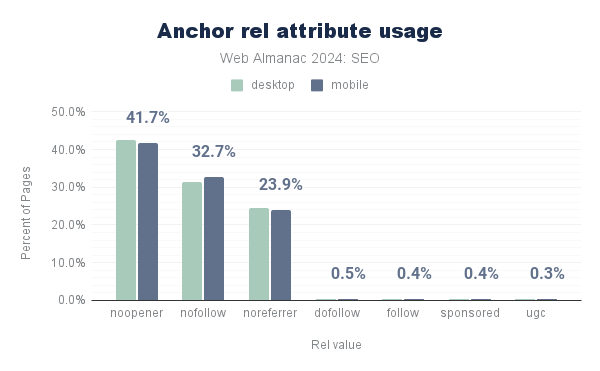 Anchor rel attribute usage
Web Almanac 2024: SEO
desktop mobile
Percent of Pages
50.0%
40.0%
30.0%
20.0%
10.0%
0.0%
41.7%
32.7%
23.9%
0.5%
0.4%
0.4%
0.3%
noopener nofollow noreferrer dofollow follow sponsored ugc
Rel value